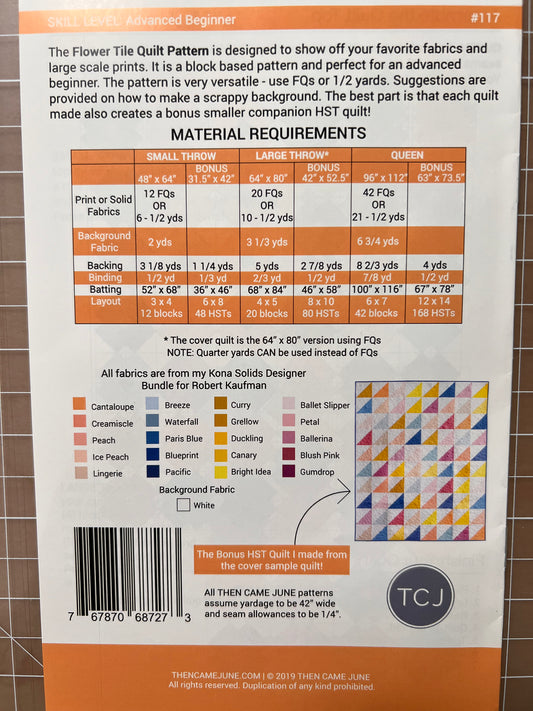 SKILL LEVEL: Advanced Beginner #117
The Flower Tile Quilt Pattern is designed to show off your favorite fabrics and
large scale prints. It is a block based pattern and perfect for an advanced
beginner. The pattern is very versatile - use FQs or 1/2 yards. Suggestions are
provided on how to make a scrappy background. The best part is that each quilt
made also creates a bonus smaller companion HST quilt!
MATERIAL REQUIREMENTS
SMALL THROW LARGE THROW* QUEEN
48" x 64" BONUS 31.5" x 42" 64" x 80" BONUS 42" x 52.5" 96" x 112" BONUS 63" x 73.5"
Print or Solid Fabrics 12 FQs OR 6 - 1/2 yds 20 FQs OR 10 - 1/2 yds 42 FQs OR 21 - 1/2 yds
Background Fabric 2 yds 3 1/3 yds 6 3/4 yds
Backing 3 1/8 yds 1 1/4 yds 5 yds 2 7/8 yds 8 2/3 yds 4 yds
Binding 1/2 yd 1/3 yd 2/3 yd 1/2 yd 7/8 yd 1/2 yd
Batting 52" x 68" 36" x 46" 68" x 84" 46" x 58" 100" x 116" 67" x 78"
Layout 3 x 4 6 x 8 4 x 5 8 x 10 6 x 7 12 x 14
12 blocks 48 HSTs 20 blocks 80 HSTs 42 blocks 168 HSTs
* The cover quilt is the 64" x 80" version using FQs
NOTE: Quarter yards CAN be used instead of FQs
All fabrics are from my Kona Solids Designer
Bundle for Robert Kaufman
Cantaloupe Breeze Curry Ballet Slipper
Creamiscle Waterfall Grellow Petal
Peach Paris Blue Duckling Ballerina
Ice Peach Blueprint Canary Blush Pink
Lingerie Pacific Bright Idea Gumdrop
Background Fabric
White
The Bonus HST Quilt I made from
the cover sample quilt!
7 67870 68727 3
All THEN CAME JUNE patterns
assume yardage to be 42" wide
and seam allowances to be 1/4".
TCJ
THENCAMEJUNE.COM | © 2019 THEN CAME JUNE
All rights reserved. Duplication of any kind prohibited.